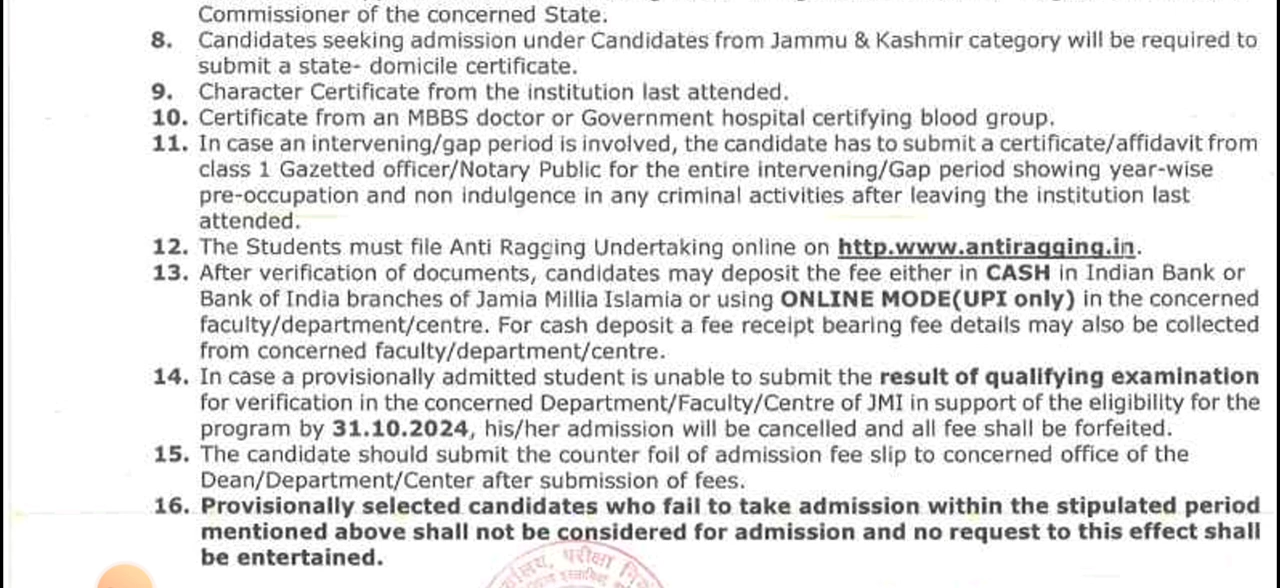 Commissioner of the concerned State.
8. Candidates seeking admission under Candidates from Jammu & Kashmir category will be required to
submit a state- domicile certificate.
9. Character Certificate from the institution last attended.
10. Certificate from an MBBS doctor or Government hospital certifying blood group.
11. In case an intervening/gap period is involved, the candidate has to submit a certificate/affidavit from
class 1 Gazetted officer/Notary Public for the entire intervening/Gap period showing year-wise
pre-occupation and non indulgence in any criminal activities after leaving the institution last
attended.
12. The Students must file Anti Ragging Undertaking online on http.www.antiragging.in.
13. After verification of documents, candidates may deposit the fee either in CASH in Indian Bank or
Bank of India branches of Jamia Millia Islamia or using ONLINE MODE(UPI only) in the concerned
faculty/department/centre. For cash deposit a fee receipt bearing fee details may also be collected
from concerned faculty/department/centre.
14. In case a provisionally admitted student is unable to submit the result of qualifying examination
for verification in the concerned Department/Faculty/Centre of JMI in support of the eligibility for the
program by 31.10.2024, his/her admission will be cancelled and all fee shall be forfeited.
15. The candidate should submit the counter foil of admission fee slip to concerned office of the
Dean/Department/Center after submission of fees.
16. Provisionally selected candidates who fail to take admission within the stipulated period
mentioned above shall not be considered for admission and no request to this effect shall
be entertained.
परीक्षा